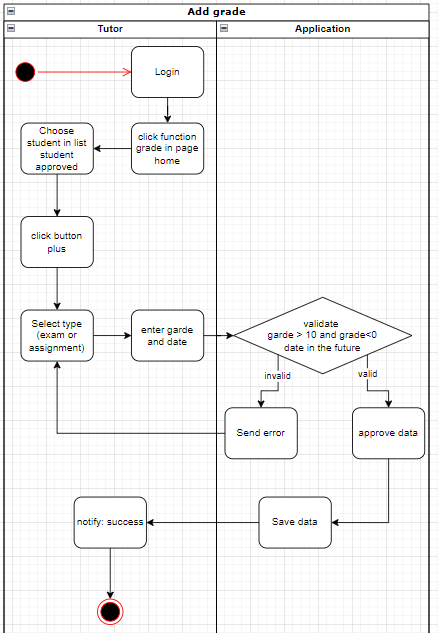 Add grade
Tutor
Application
Login
click function
grade in page
home
Choose
student in list
student
approved
click button
plus
Select type
(exam or
assignment)
enter garde
and date
validate
garde > 10 and grade<0
date in the future
invalid
valid
Send error
approve data
notify: success
Save data